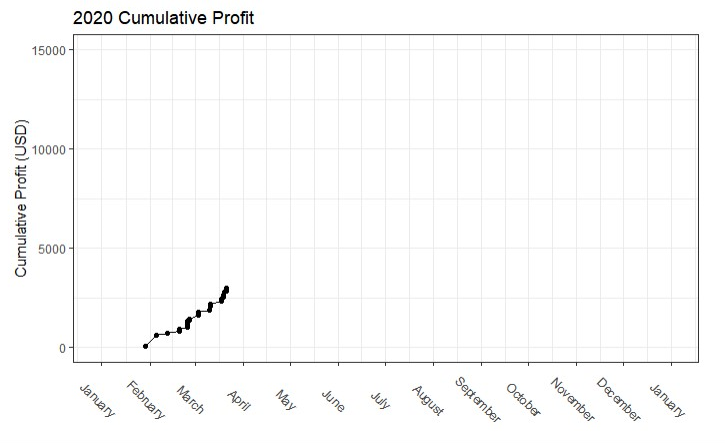 2020 Cumulative Profit
Cumulative Profit (USD)
15000
10000
5000
0
January
February
March
April
May
June
July
August
September
October
November
December
January